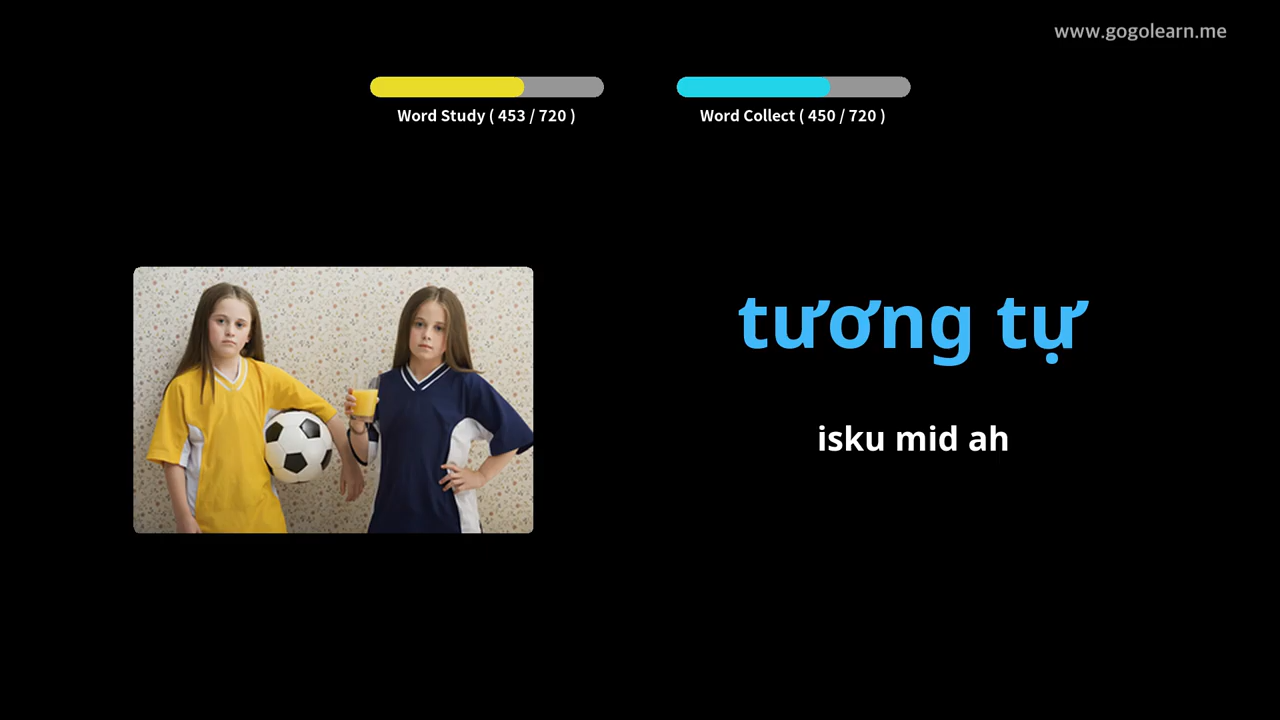 www.gogolearn.me
Word Study ( 453 / 720 )
Word Collect ( 450 / 720 )
tương tự
isku mid ah